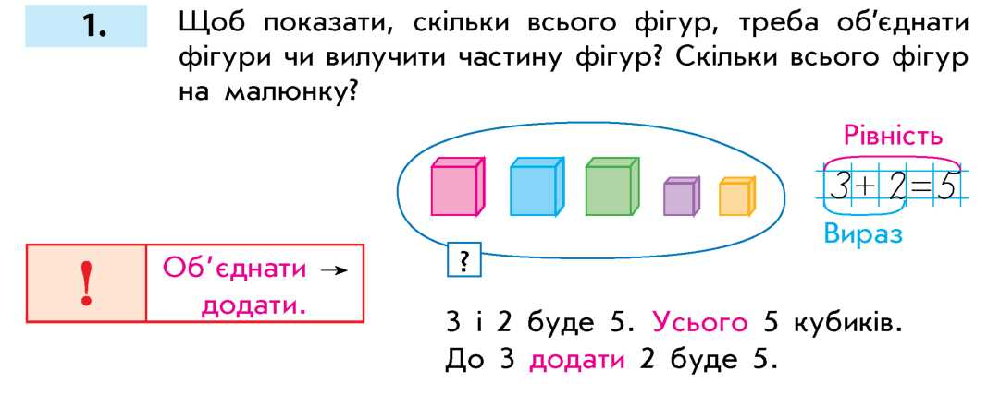 1.
Щоб показати, скільки всього фігур, треба об’єднати
фігури чи вилучити частину фігур? Скільки всього фігур
на малюнку?
Рівність
3+ 2=5
Вираз
?
!
Об’єднати →
додати.
3 і 2 буде 5. Усього 5 кубиків.
До 3 додати 2 буде 5.